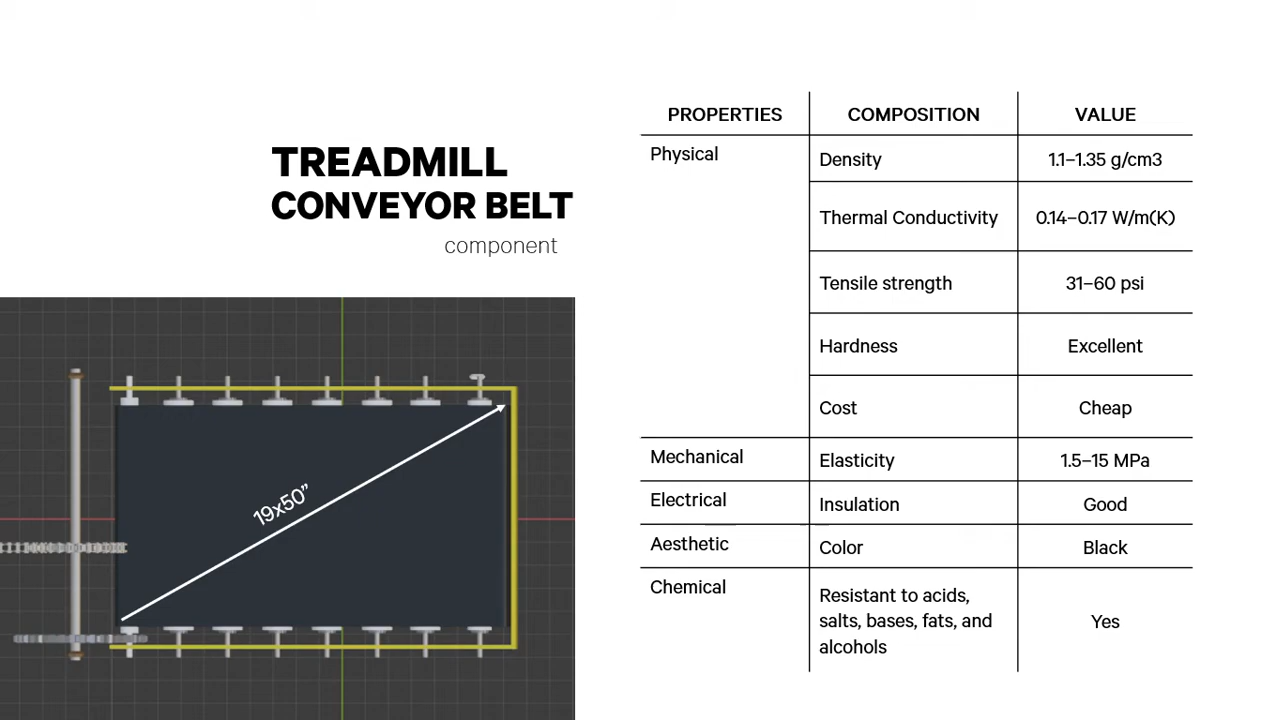 TREADMILL
CONVEYOR BELT
component
19x50”
PROPERTIES COMPOSITION VALUE
Physical Density 1.1–1.35 g/cm3
Thermal Conductivity 0.14–0.17 W/m(K)
Tensile strength 31–60 psi
Hardness Excellent
Cost Cheap
Mechanical Elasticity 1.5–15 MPa
Electrical Insulation Good
Aesthetic Color Black
Chemical Resistant to acids,
salts, bases, fats, and
alcohols Yes